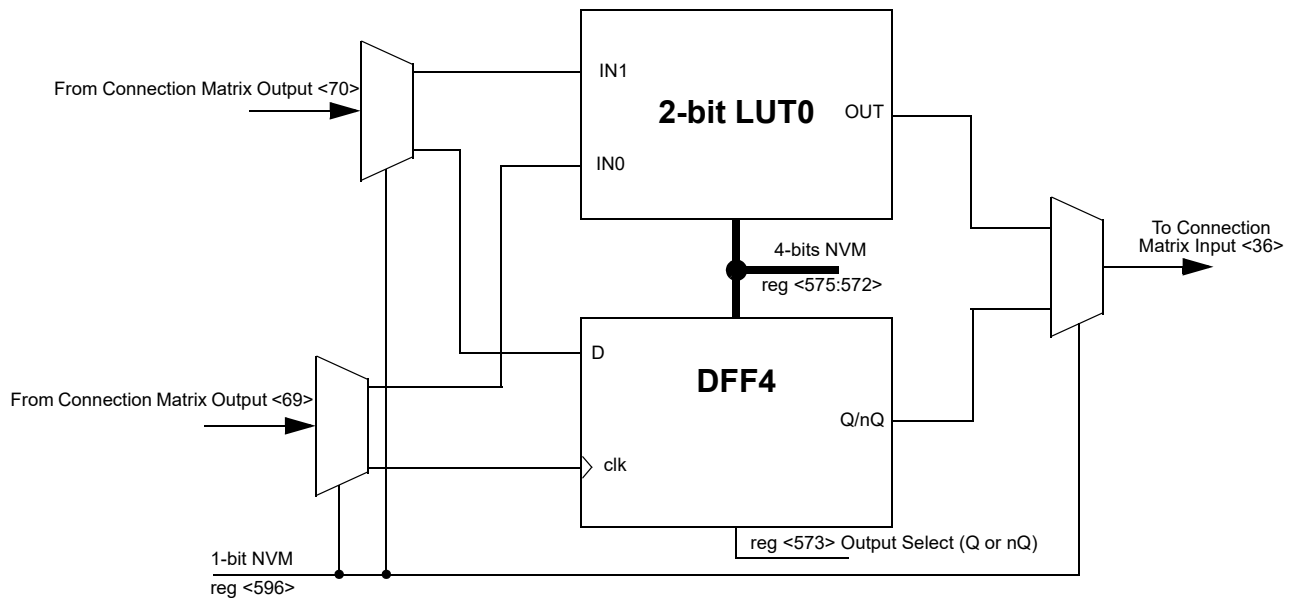 From Connection Matrix Output <70>
IN1
2-bit LUT0
OUT
IN0
To Connection
Matrix Input <36>
4-bits NVM
reg <575:572>
D
DFF4
From Connection Matrix Output <69>
Q/nQ
clk
reg <573> Output Select (Q or nQ)
1-bit NVM
reg <596>